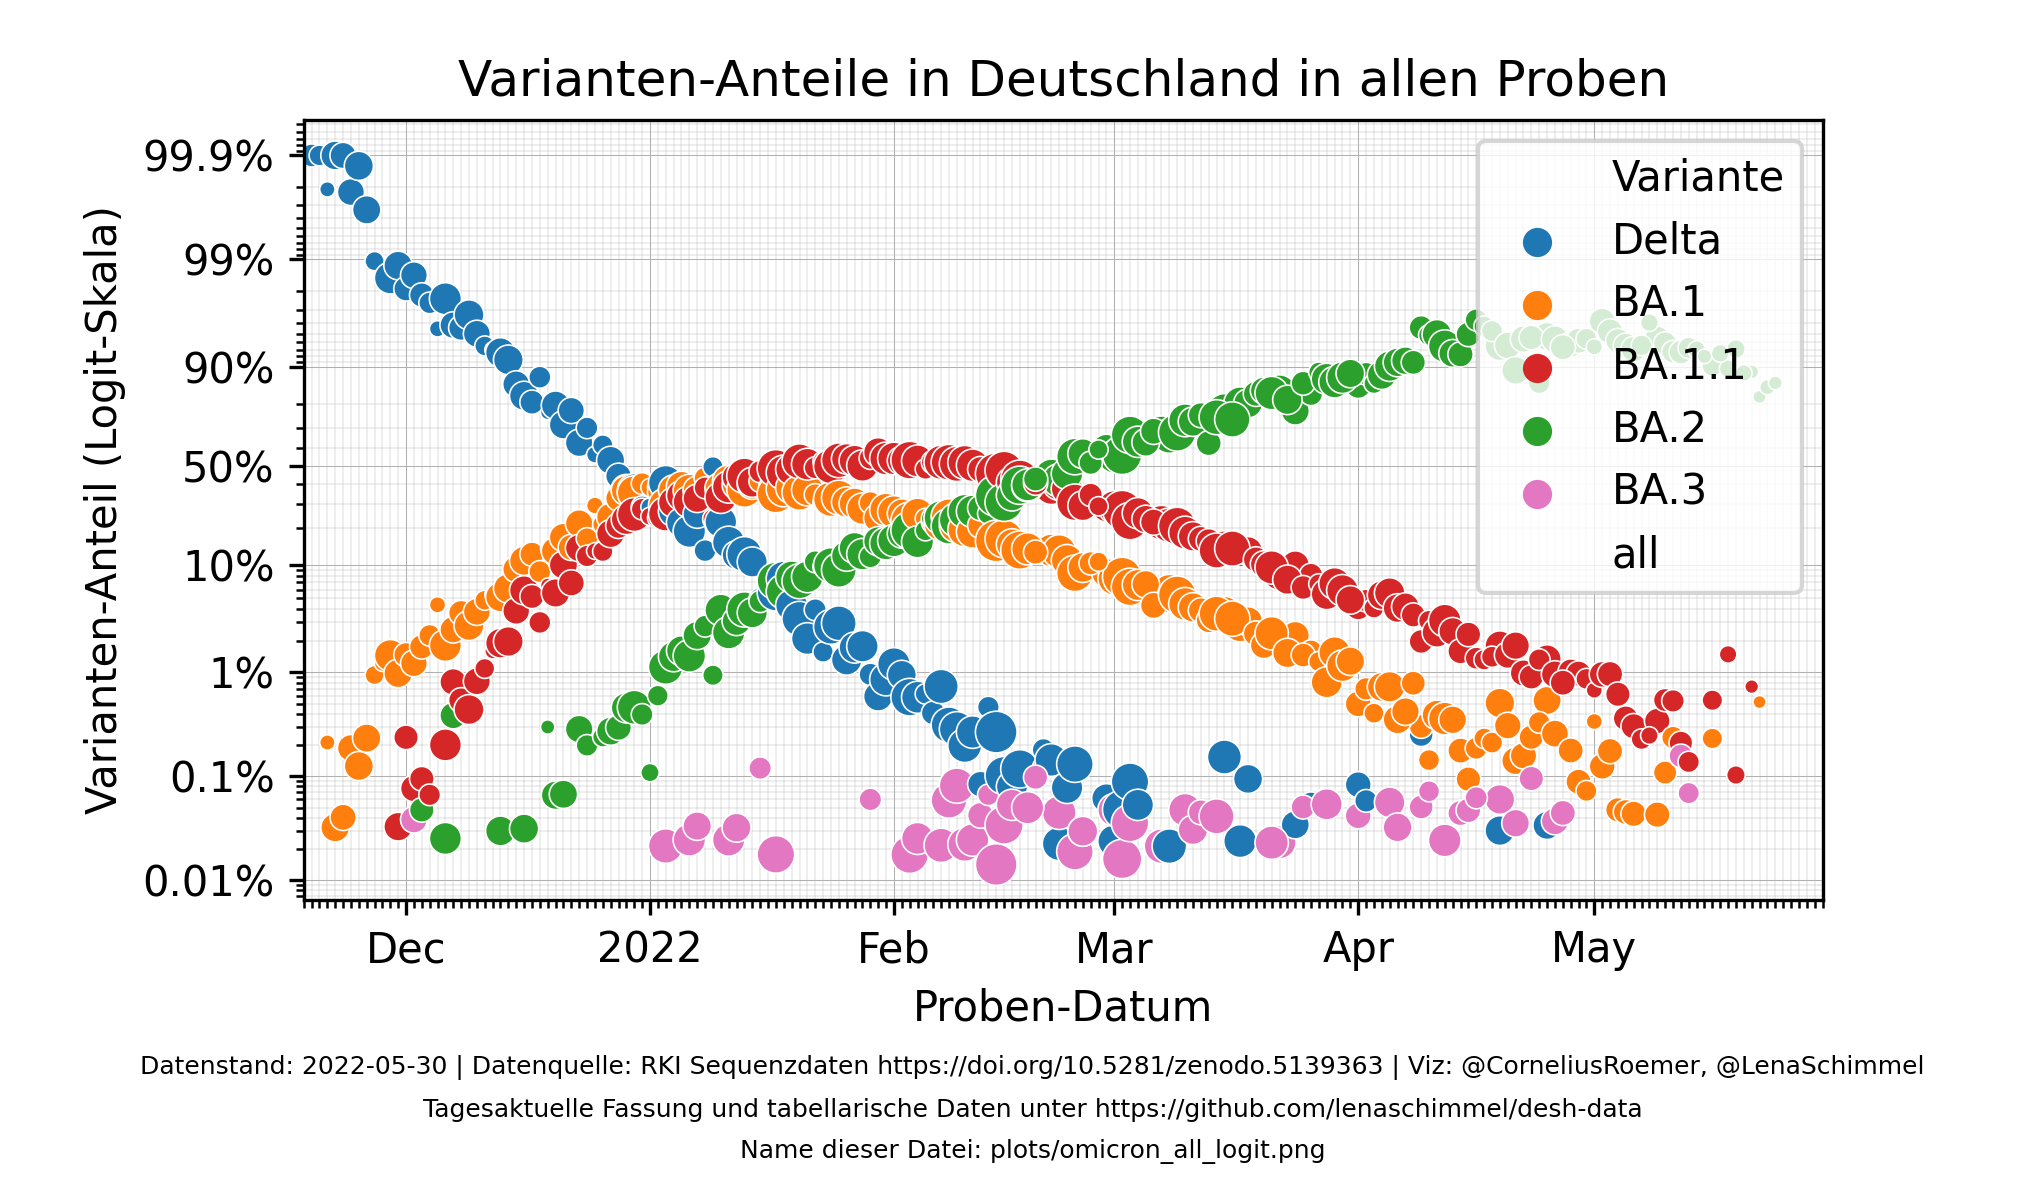 Varianten-Anteile in Deutschland in allen Proben
Varianten-Anteil (Logit-Skala)
99.9%
99%
90%
50%
10%
1%
0.1%
0.01%
Variante
Delta
BA.1
BA.1.1
BA.2
BA.3
all
Dec 2022 Feb Mar Apr May
Proben-Datum
Datenstand: 2022-05-30 | Datenquelle: RKI Sequenzdaten https://doi.org/10.5281/zenodo.5139363 | Viz: @CorneliusRoemer, @LenaSchimmel
Tagesaktuelle Fassung und tabellarische Daten unter https://github.com/lenaschimmel/desh-data
Name dieser Datei: plots/omicron_all_logit.png